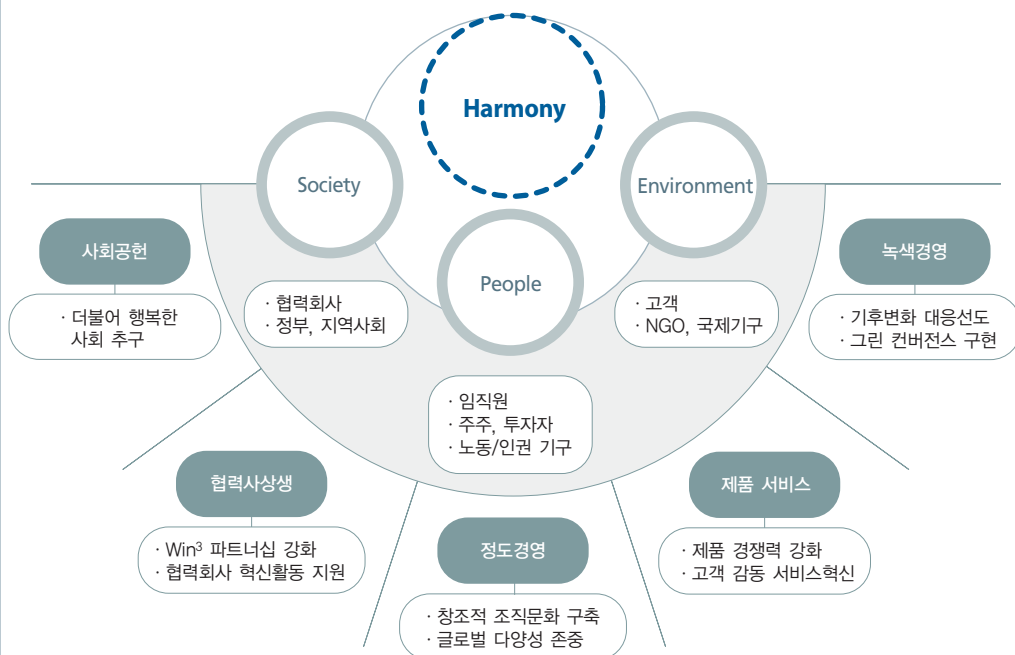 Harmony
Society
Environment
People
사회공헌
· 더불어 행복한
사회 추구
· 협력회사
· 정부, 지역사회
· 고객
· NGO, 국제기구
녹색경영
· 기후변화 대응선도
· 그린 컨버전스 구현
· 임직원
· 주주, 투자자
· 노동/인권 기구
협력사상생
· Win³ 파트너십 강화
· 협력회사 혁신활동 지원
정도경영
· 창조적 조직문화 구축
· 글로벌 다양성 존중
제품 서비스
· 제품 경쟁력 강화
· 고객 감동 서비스혁신